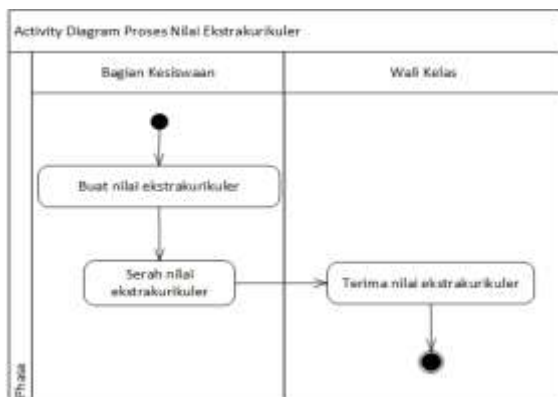 Activity Diagram Proses Nilai Ekstrakurikuler
Bagian Kesiswaan
Wali Kelas
Buat nilai ekstrakurikuler
Serah nilai
ekstrakurikuler
Terima nilai ekstrakurikuler
Phase